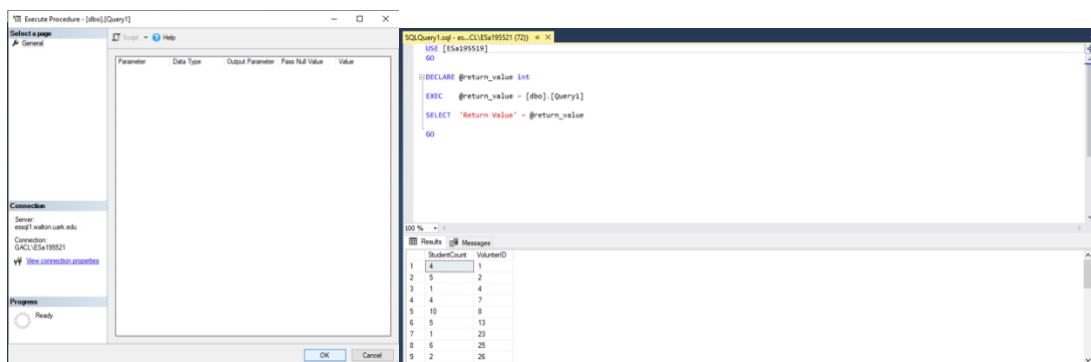 Execute Procedure - [dbo].[Query1]
Select a page
General
Script Help
Parameter Data Type Output Parameter Pass Null Value Value
Connection
Server:
essql1.walton.uark.edu
Connection:
GACL\ESa195521
View connection properties
Progress
Ready
OK Cancel
SQLQuery1.sql - es...CL\ESa195521 (72))
USE [ESa195519]
GO
DECLARE @return_value int
EXEC @return_value = [dbo].[Query1]
SELECT 'Return Value' = @return_value
GO
100 %
Results Messages
StudentCount VolunterID
1 4 1
2 5 2
3 1 4
4 4 7
5 10 8
6 5 13
7 1 23
8 6 25
9 2 26